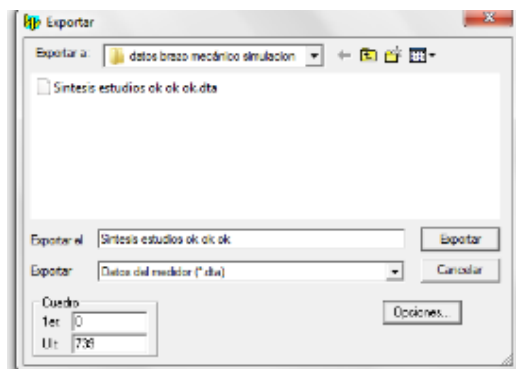 Exportar
Exportar a: datos brazo mecánico simulacion
Sintesis estudios ok ok ok.dta
Exportar el Sintesis estudios ok ok ok Exportar
Exportar Datos del medidor (*.dta) Cancelar
Cuadro
1er: 0 Opciones...
Ult: 739